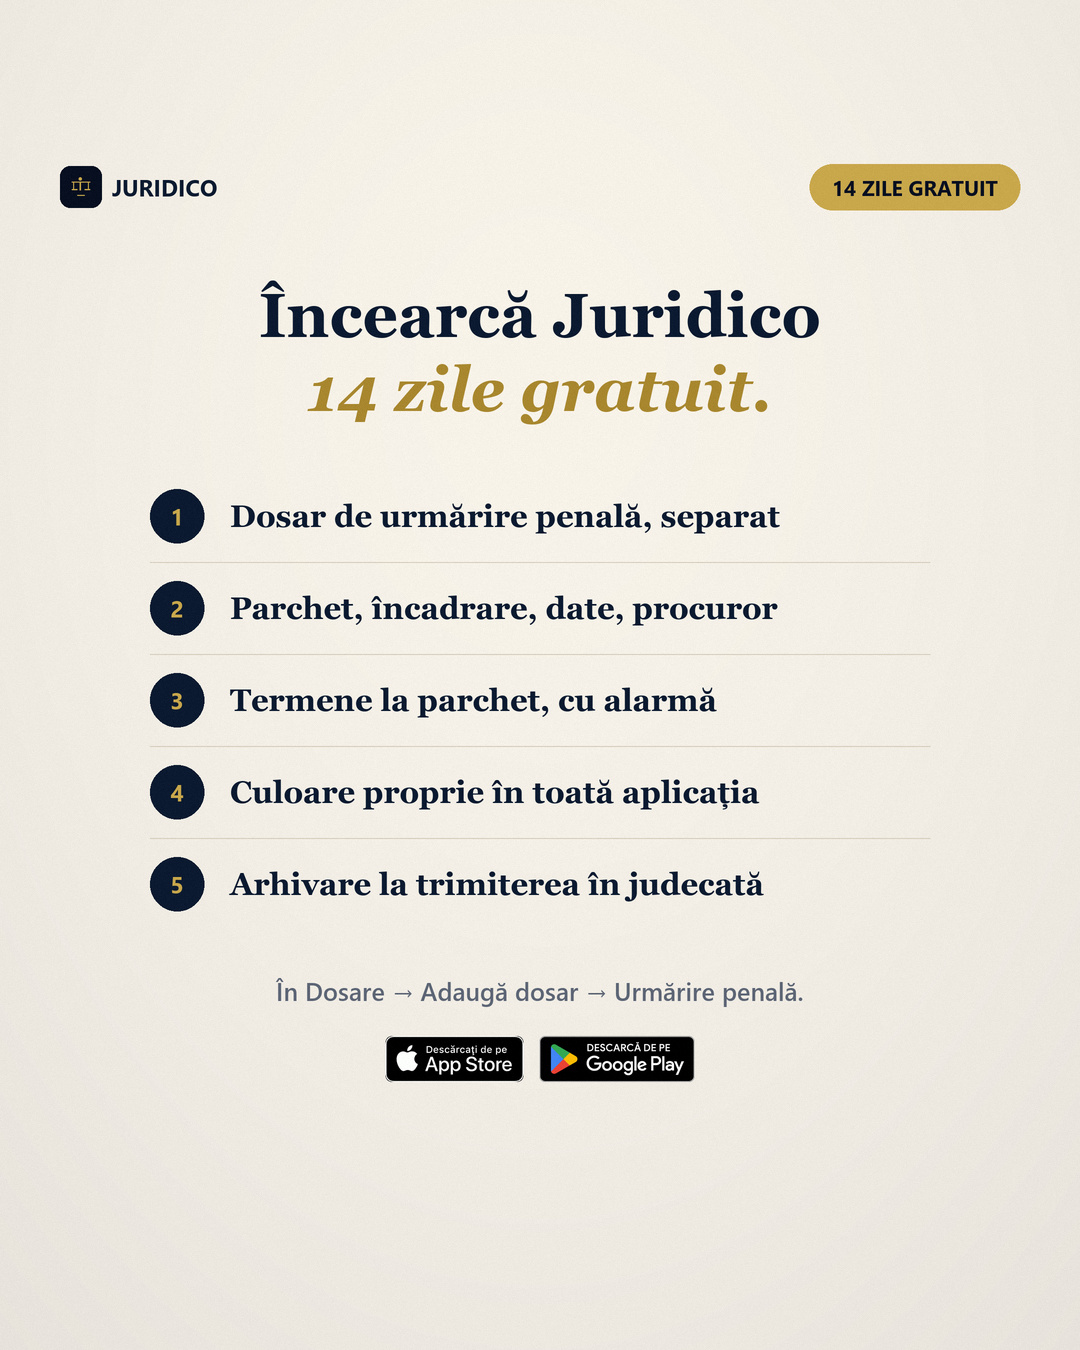 JURIDICO
14 ZILE GRATUIT
Încearcă Juridico
14 zile gratuit.
1 Dosar de urmărire penală, separat
2 Parchet, încadrare, date, procuror
3 Termene la parchet, cu alarmă
4 Culoare proprie în toată aplicația
5 Arhivare la trimiterea în judecată
În Dosare → Adaugă dosar → Urmărire penală.
Descărcați de pe
App Store
DESCARCĂ DE PE
Google Play